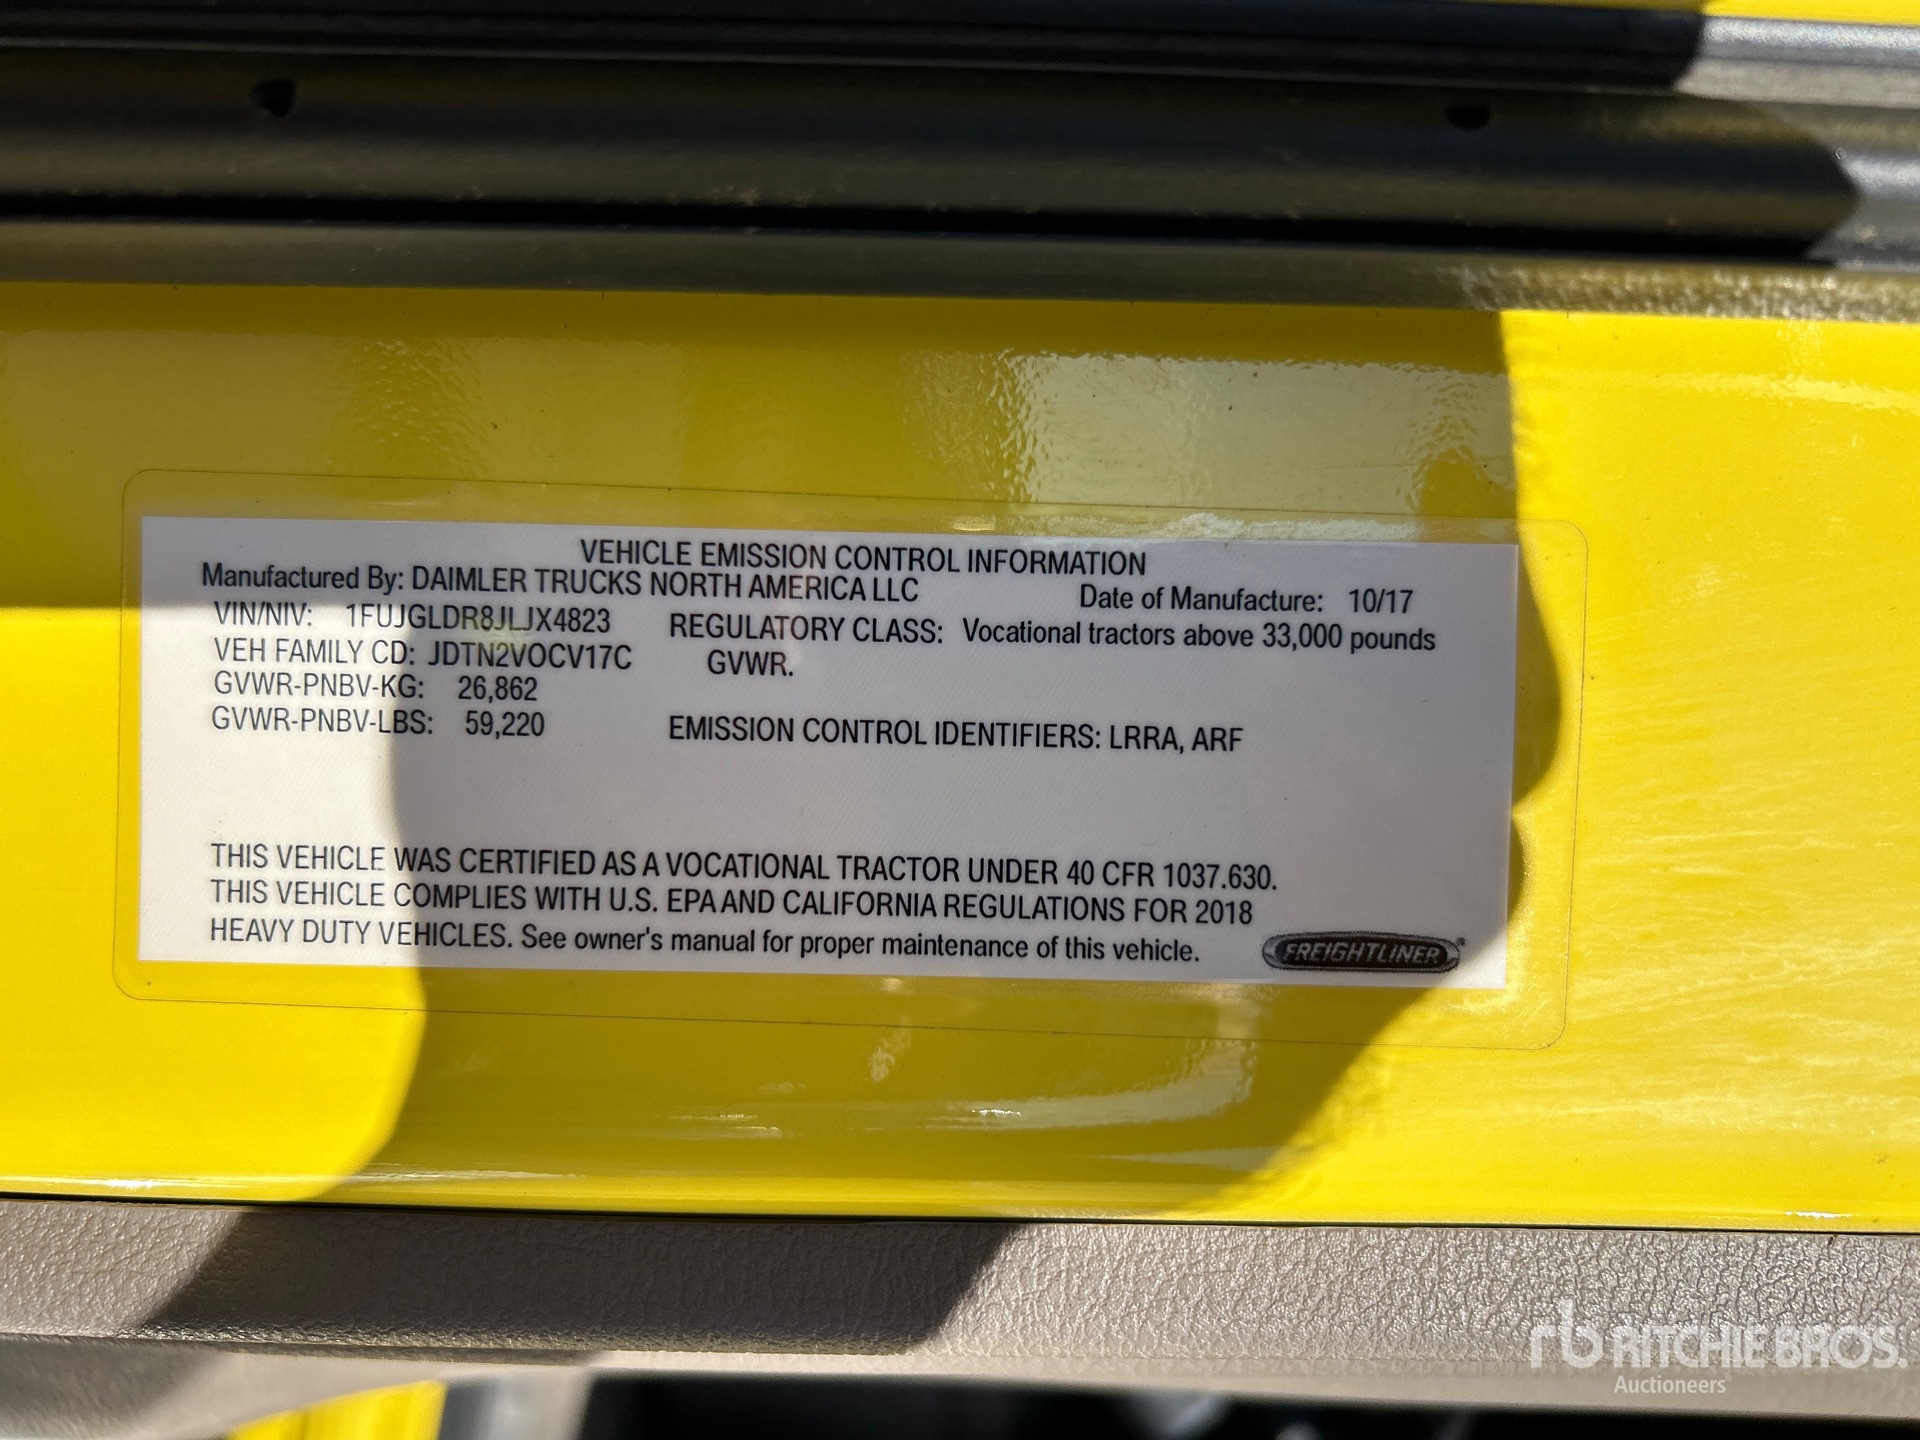 VEHICLE EMISSION CONTROL INFORMATION
Manufactured By: DAIMLER TRUCKS NORTH AMERICA LLC
Date of Manufacture: 10/17
VIN/NIV: 1FUJGLDR8JLJX4823
REGULATORY CLASS: Vocational tractors above 33,000 pounds
GVWR.
VEH FAMILY CD: JDTN2VOCV17C
GVWR-PNBV-KG: 26,862
GVWR-PNBV-LBS: 59,220
EMISSION CONTROL IDENTIFIERS: LRRA, ARF
THIS VEHICLE WAS CERTIFIED AS A VOCATIONAL TRACTOR UNDER 40 CFR 1037.630.
THIS VEHICLE COMPLIES WITH U.S. EPA AND CALIFORNIA REGULATIONS FOR 2018
HEAVY DUTY VEHICLES. See owner's manual for proper maintenance of this vehicle.
FREIGHTLINER
rb RITCHIE BROS.
Auctioneers